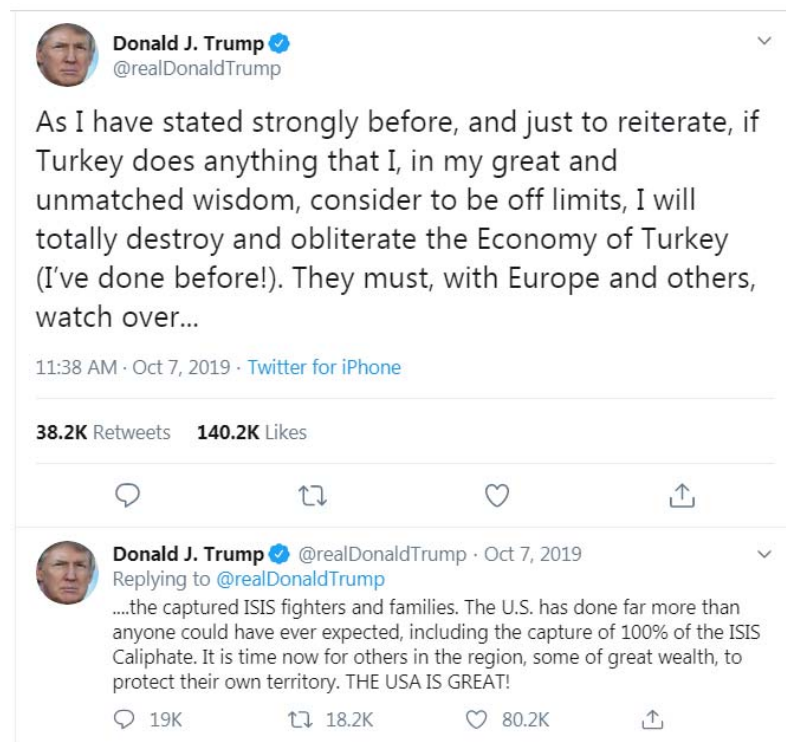 Donald J. Trump
@realDonaldTrump
As I have stated strongly before, and just to reiterate, if
Turkey does anything that I, in my great and
unmatched wisdom, consider to be off limits, I will
totally destroy and obliterate the Economy of Turkey
(I’ve done before!). They must, with Europe and others,
watch over...
11:38 AM · Oct 7, 2019 · Twitter for iPhone
38.2K Retweets 140.2K Likes
Donald J. Trump @realDonaldTrump · Oct 7, 2019
Replying to @realDonaldTrump
....the captured ISIS fighters and families. The U.S. has done far more than
anyone could have ever expected, including the capture of 100% of the ISIS
Caliphate. It is time now for others in the region, some of great wealth, to
protect their own territory. THE USA IS GREAT!
19K 18.2K 80.2K